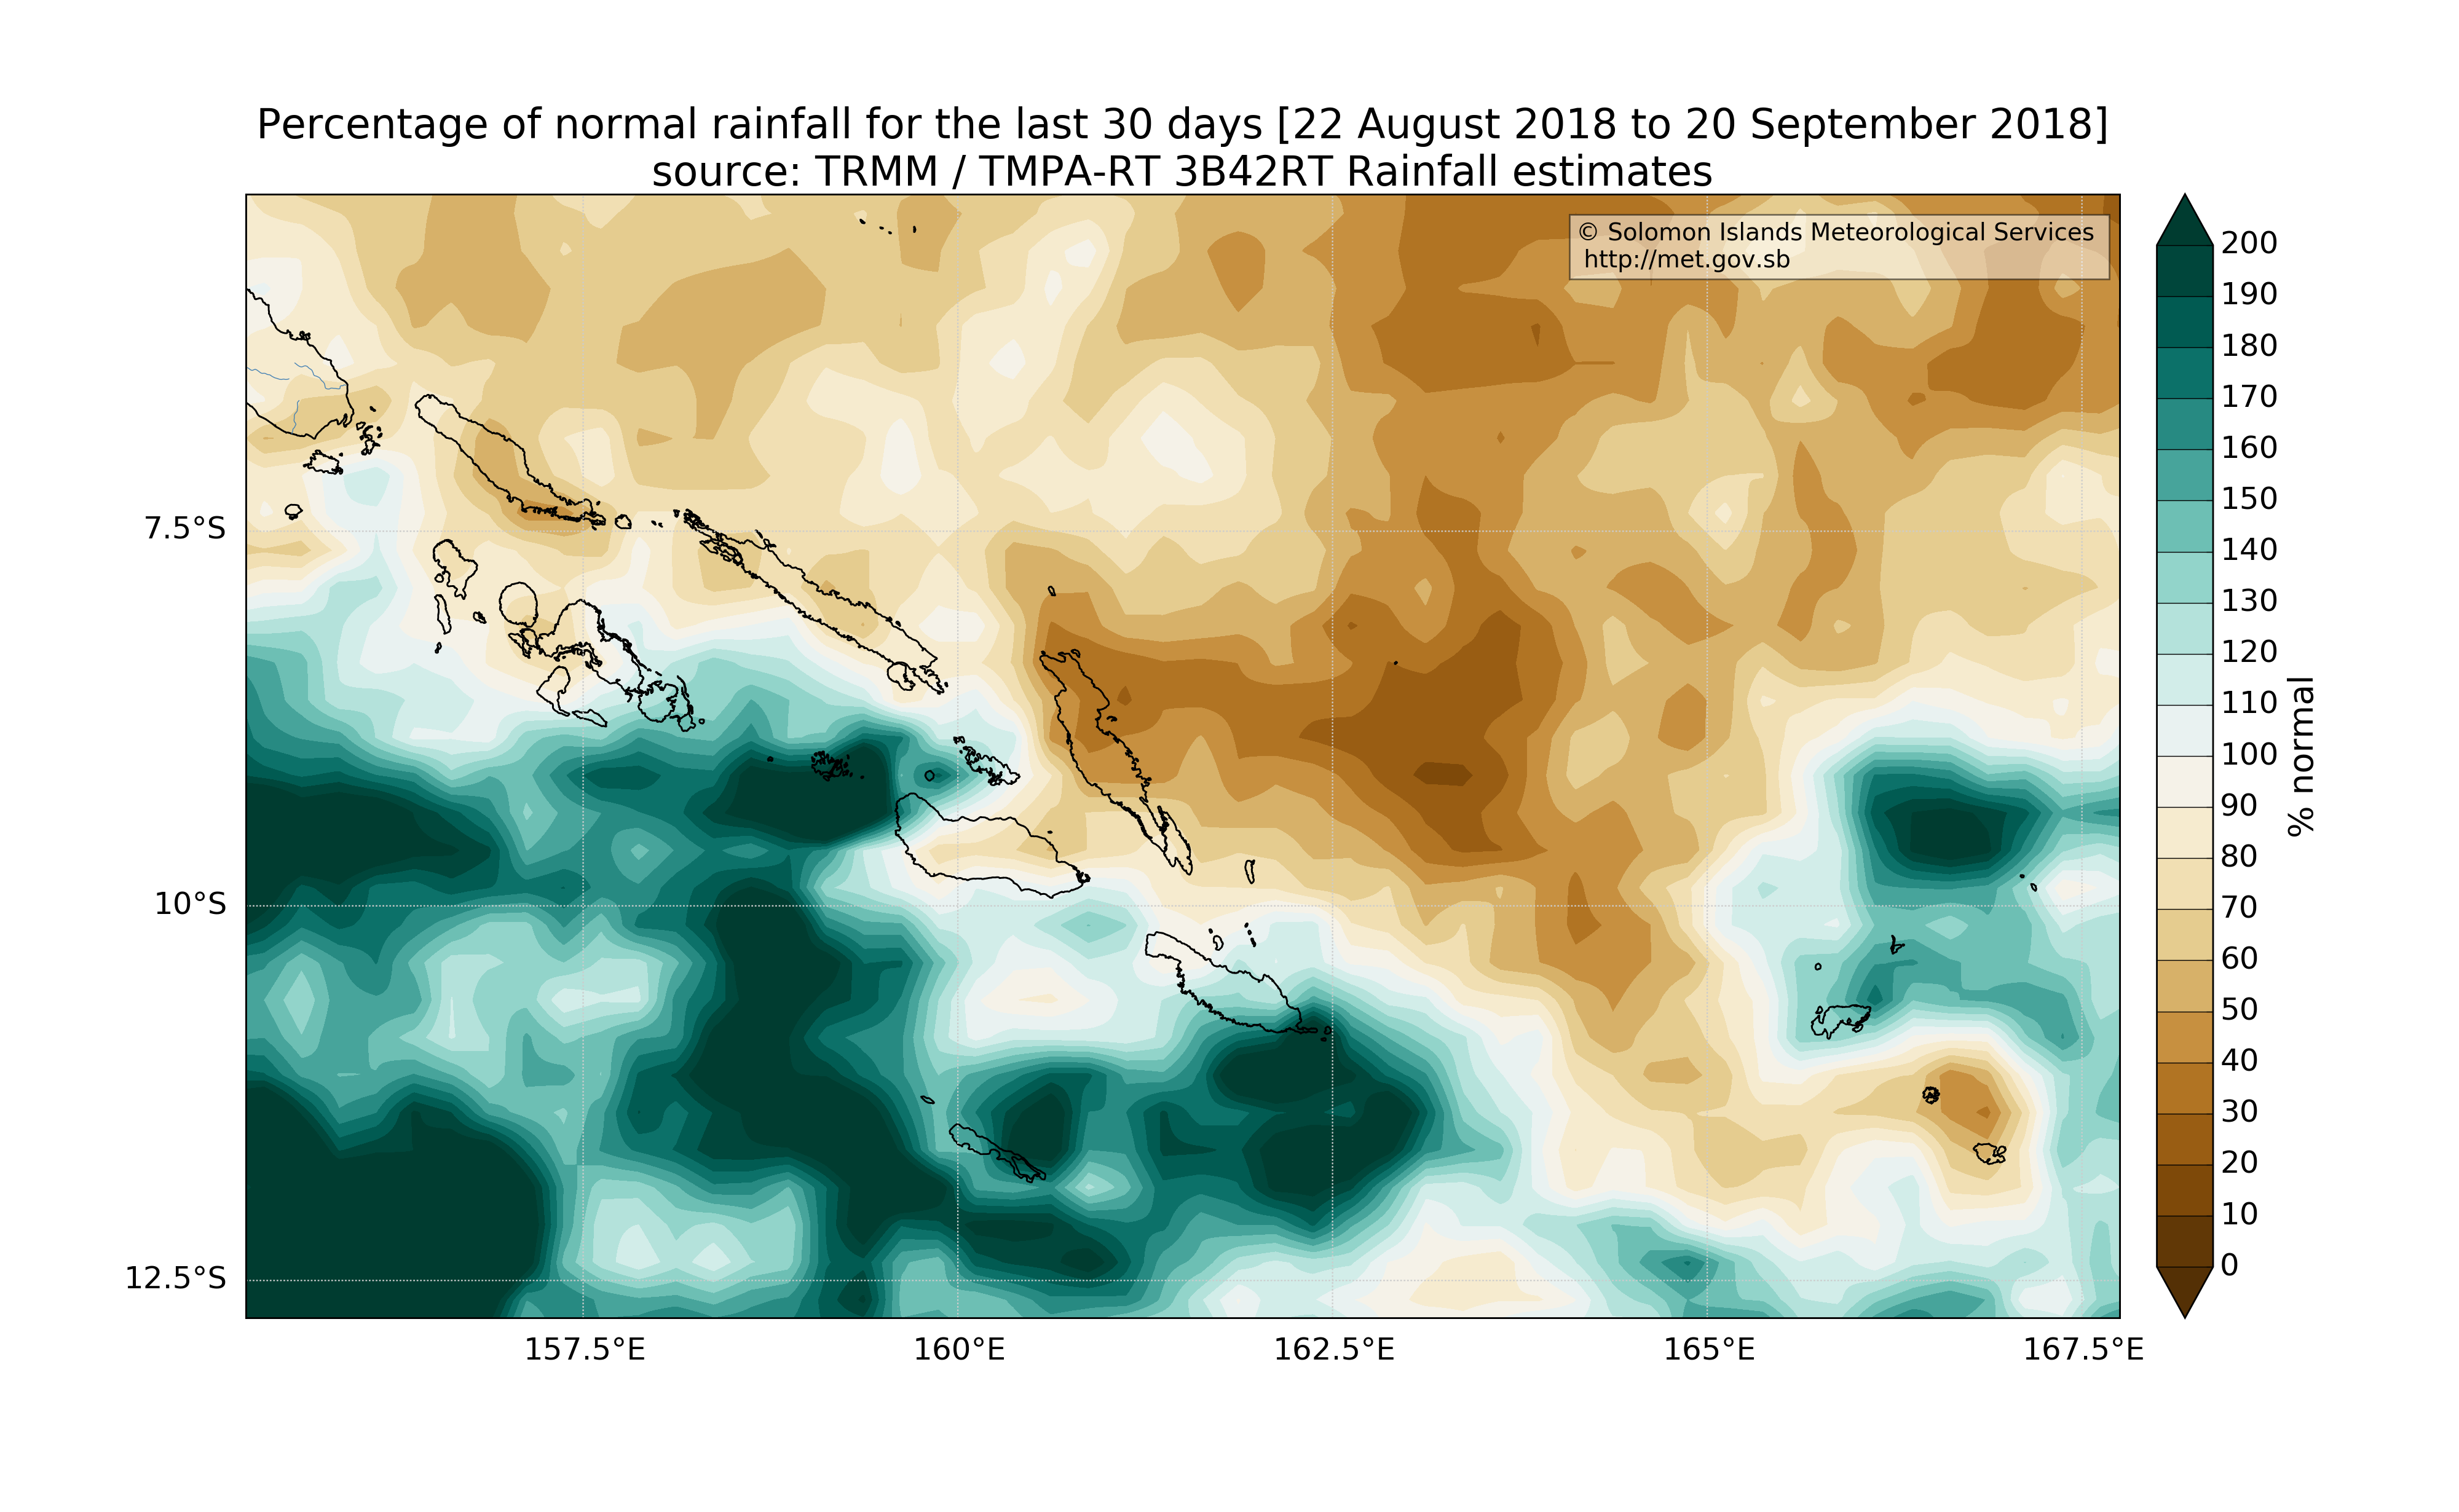 Percentage of normal rainfall for the last 30 days [22 August 2018 to 20 September 2018]
source: TRMM / TMPA-RT 3B42RT Rainfall estimates
© Solomon Islands Meteorological Services
http://met.gov.sb
7.5°S
10°S
12.5°S
157.5°E
160°E
162.5°E
165°E
167.5°E
200
190
180
170
160
150
140
130
120
110
100
90
80
70
60
50
40
30
20
10
0
% normal